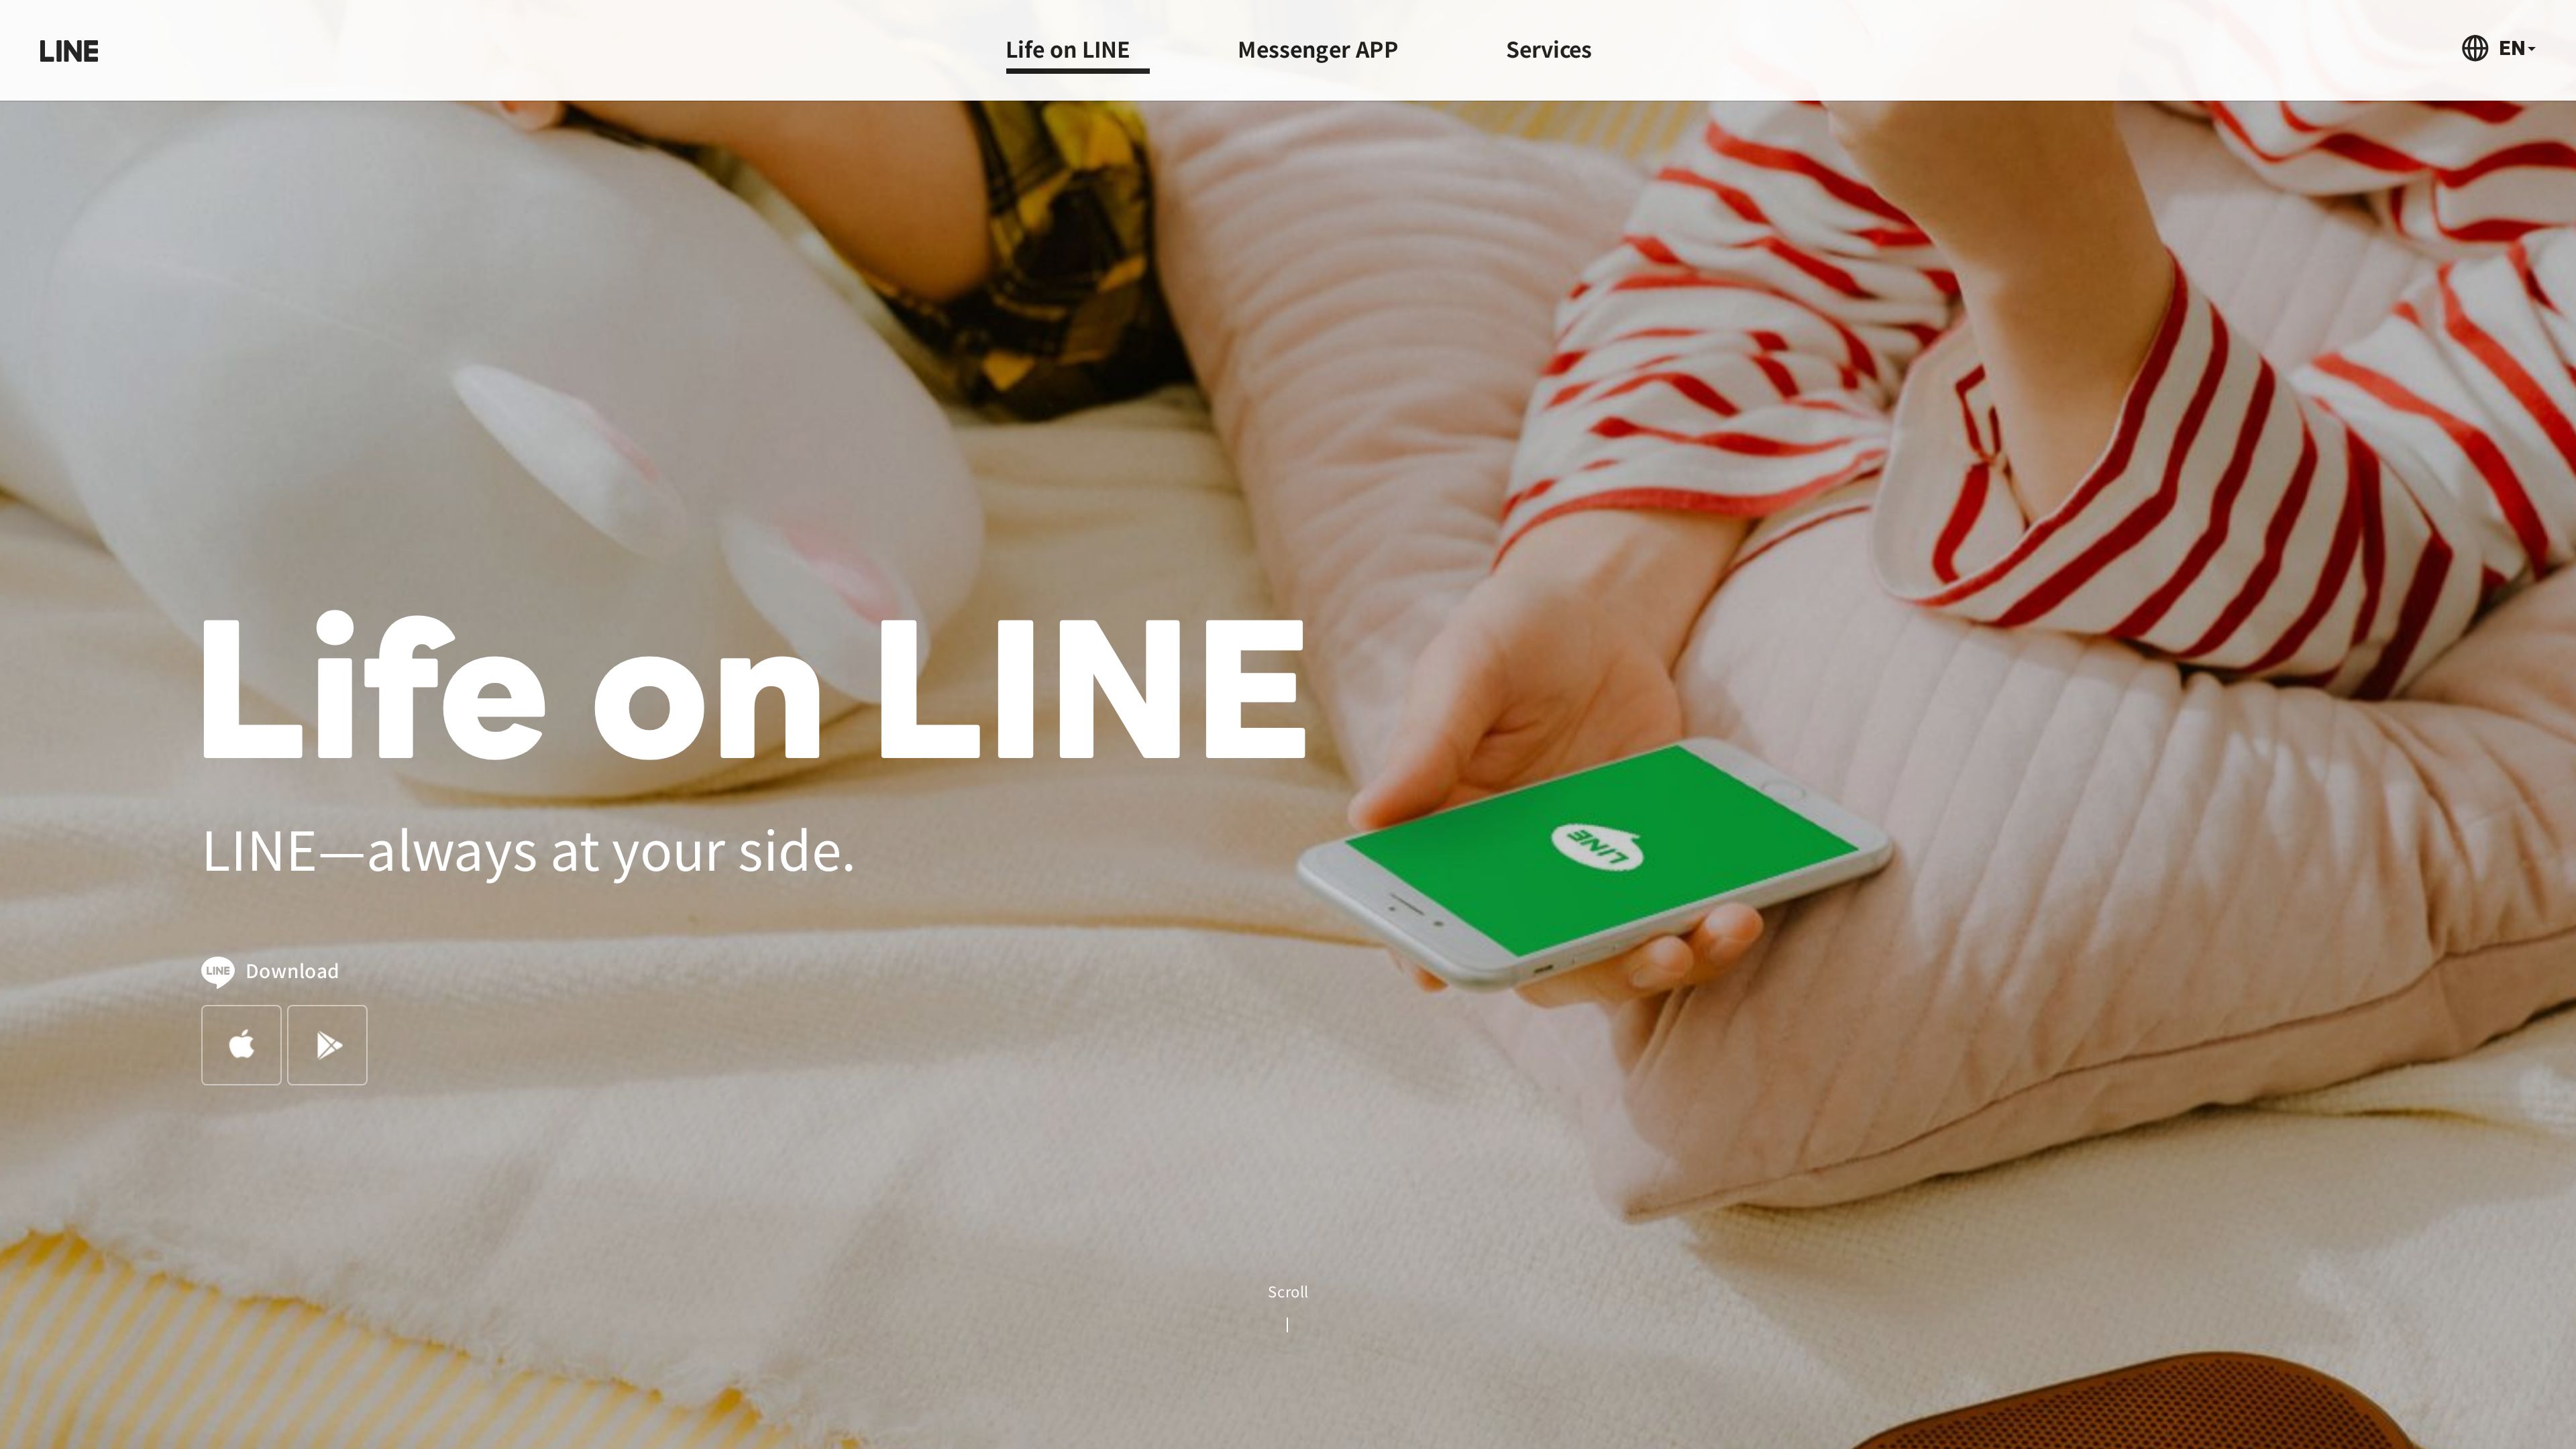 LINE
Life on LINE
Messenger APP
Services
EN
Life on LINE
LINE—always at your side.
LINE
LINE Download
Scroll